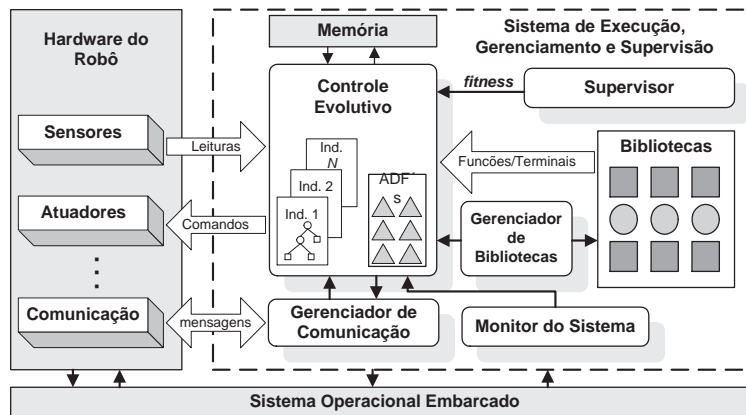 Hardware do
Robô
Sensores
Atuadores
Comunicação
Leituras
Comandos
mensagens
Memória
Sistema de Execução,
Gerenciamento e Supervisão
Controle
Evolutivo
fitness
Supervisor
Ind.
N
Ind. 2
Ind. 1
ADF´
s
Funcões/Terminais
Bibliotecas
Gerenciador
de
Bibliotecas
Gerenciador de
Comunicação
Monitor do Sistema
Sistema Operacional Embarcado